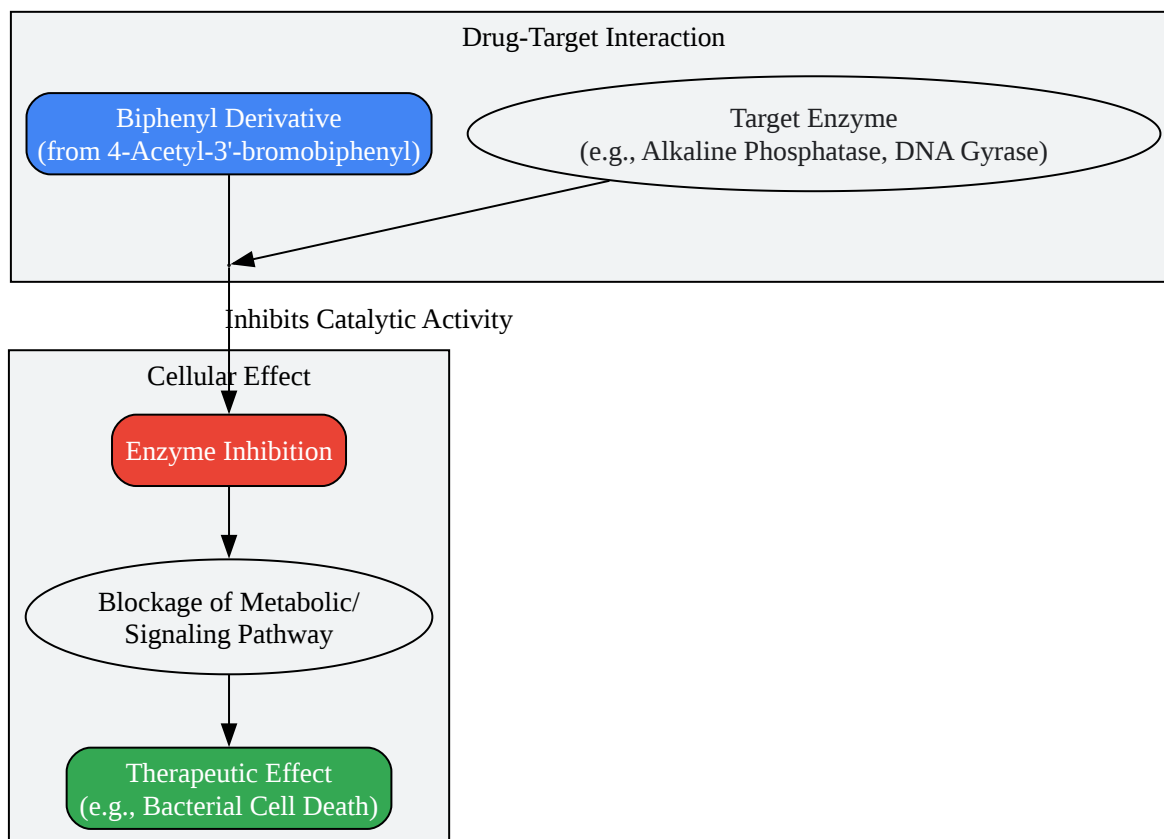 Drug-Target Interaction
Biphenyl Derivative
(from 4-Acetyl-3'-bromobiphenyl)
Target Enzyme
(e.g., Alkaline Phosphatase, DNA Gyrase)
Inhibits Catalytic Activity
Cellular Effect
Enzyme Inhibition
Blockage of Metabolic/
Signaling Pathway
Therapeutic Effect
(e.g., Bacterial Cell Death)